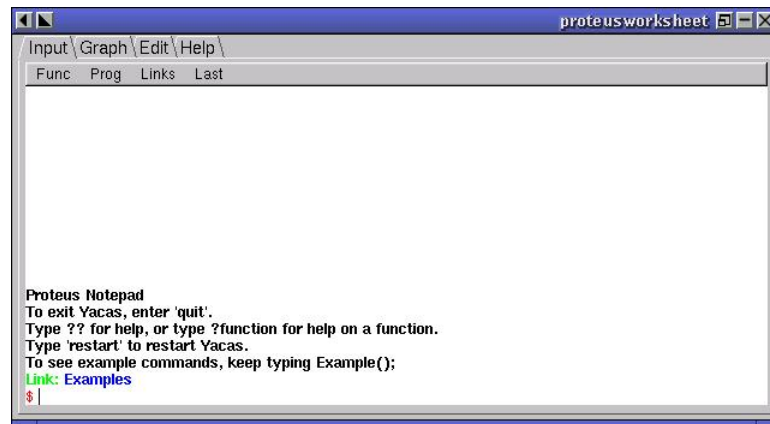 proteusworksheet
Input Graph Edit Help
Func Prog Links Last
Proteus Notepad
To exit Yacas, enter 'quit'.
Type ?? for help, or type ?function for help on a function.
Type 'restart' to restart Yacas.
To see example commands, keep typing Example();
Link: Examples
$